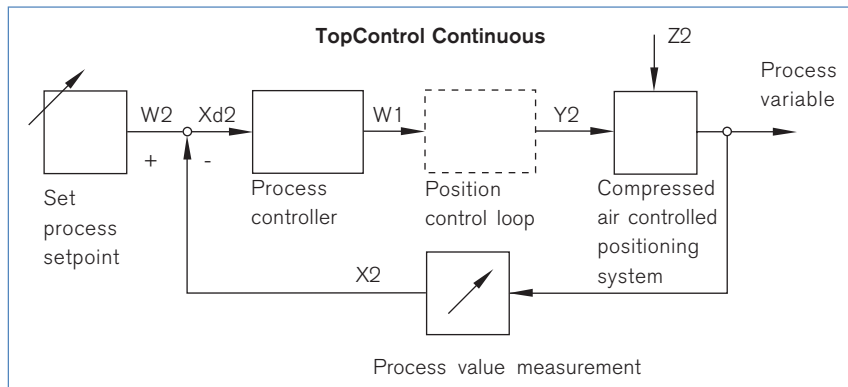 TopControl Continuous
Z2
Process
variable
W2
Xd2
W1
Y2
+
-
Set
process
setpoint
Process
controller
Position
control loop
Compressed
air controlled
positioning
system
X2
Process value measurement